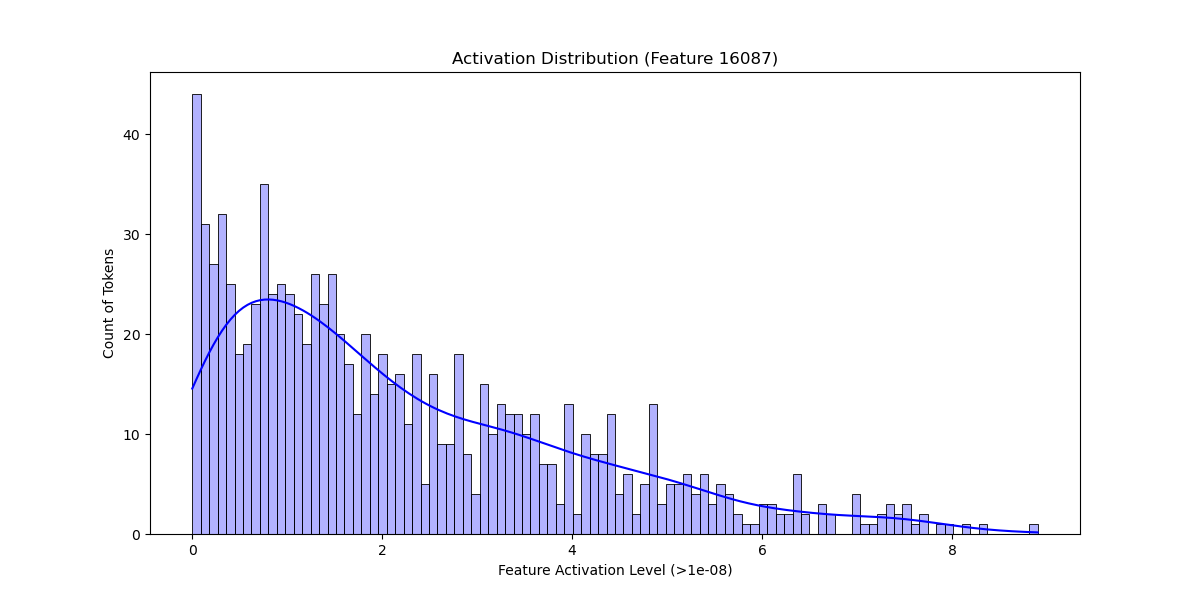 Activation Distribution (Feature 16087)
Count of Tokens
40
30
20
10
0
0 2 4 6 8
Feature Activation Level (>1e-08)